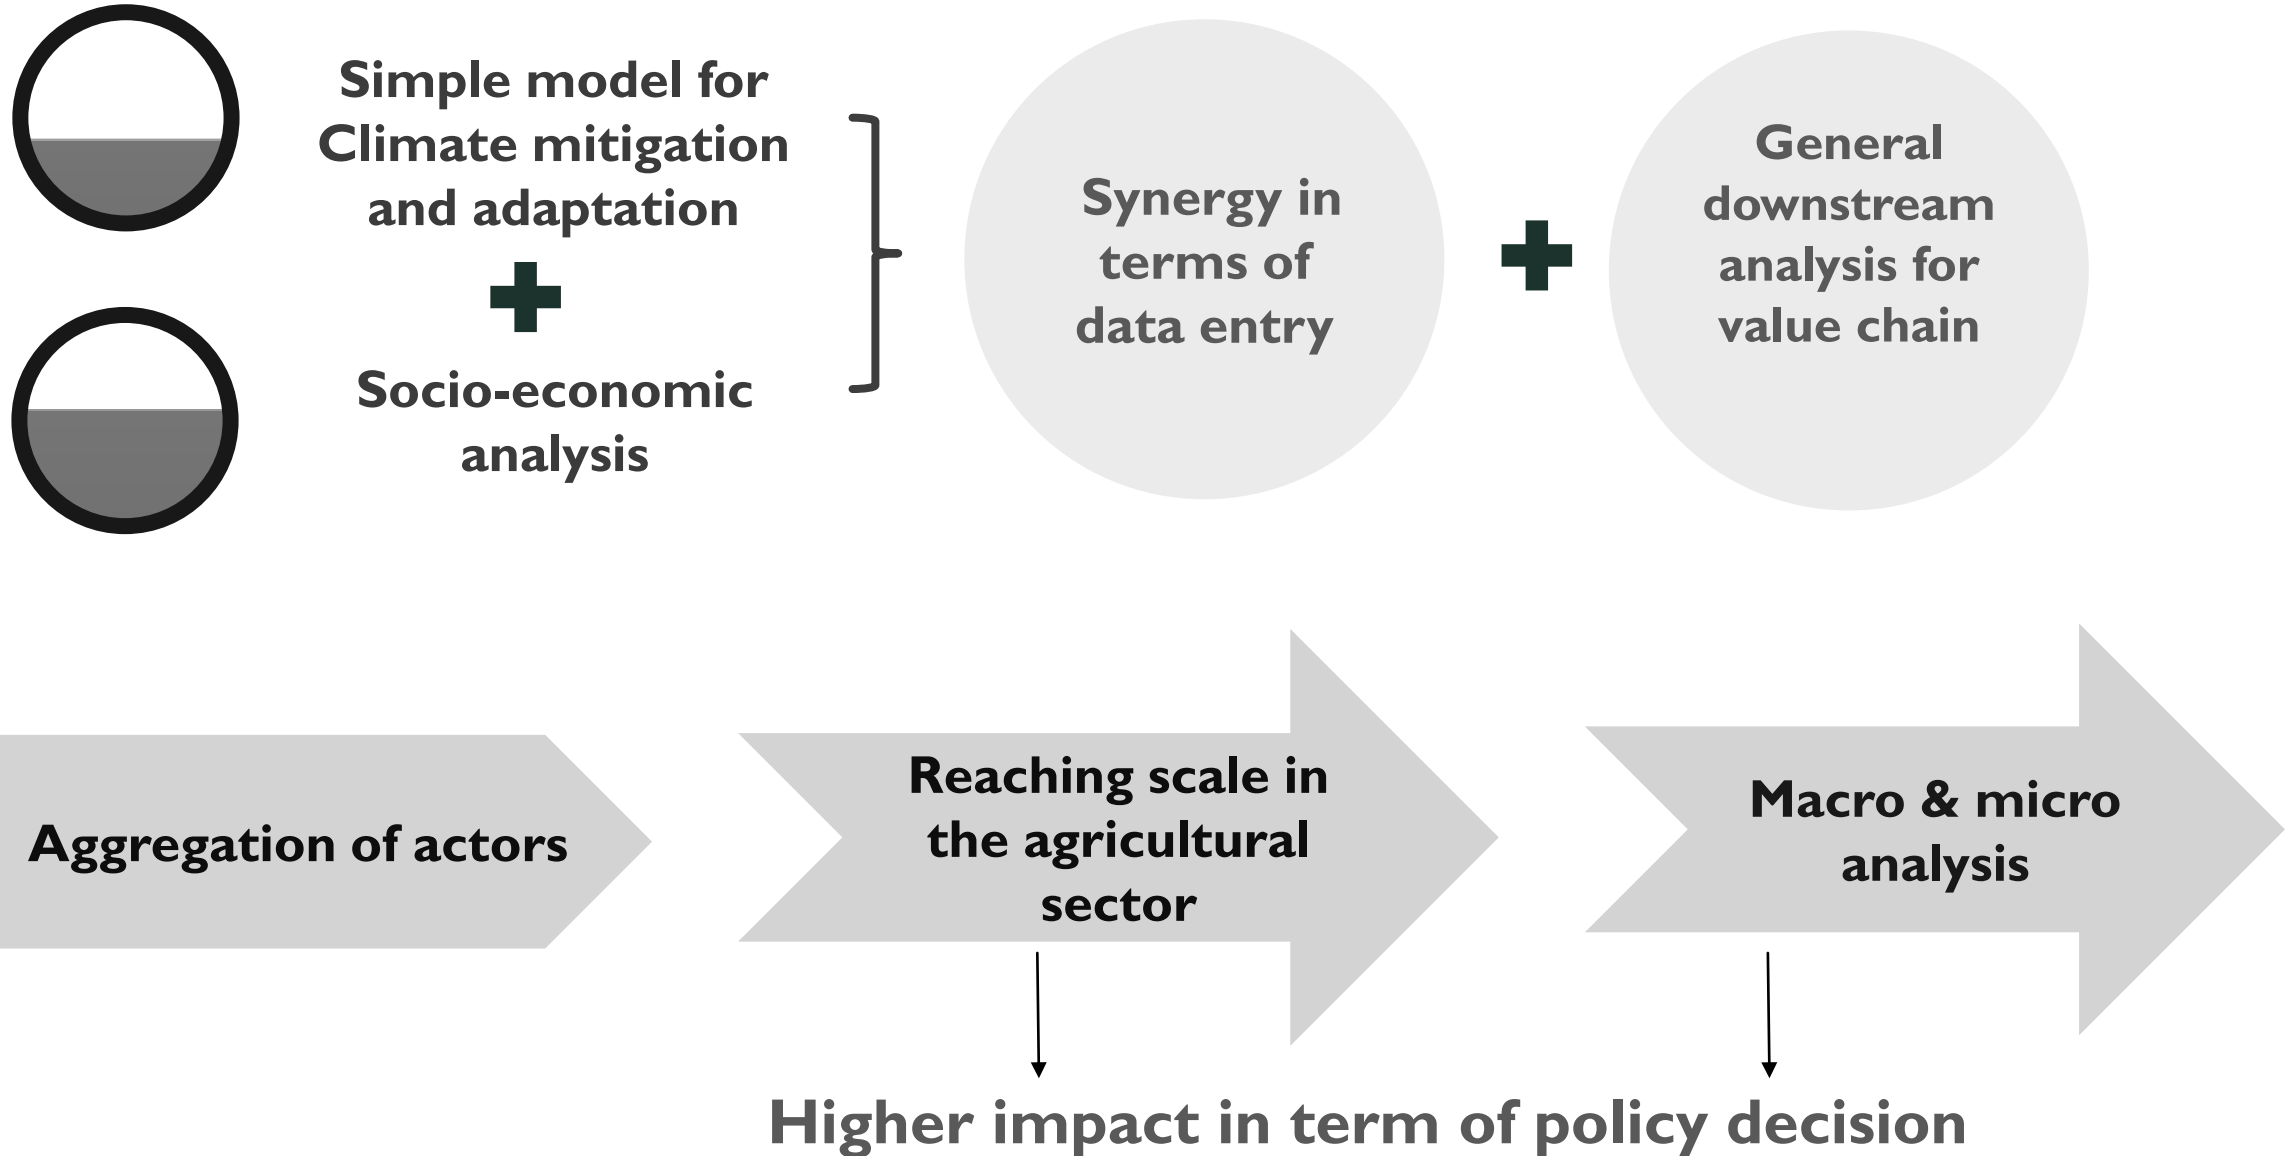 Simple model for
Climate mitigation
and adaptation
Socio-economic
analysis
Synergy in
terms of
data entry
General
downstream
analysis for
value chain
Aggregation of actors
Reaching scale in
the agricultural
sector
Macro & micro
analysis
Higher impact in term of policy decision